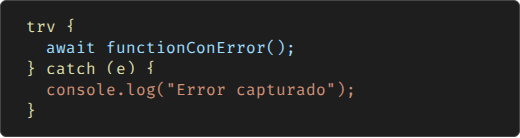 try {
  await functionConError();
} catch (e) {
  console.log("Error capturado");
}